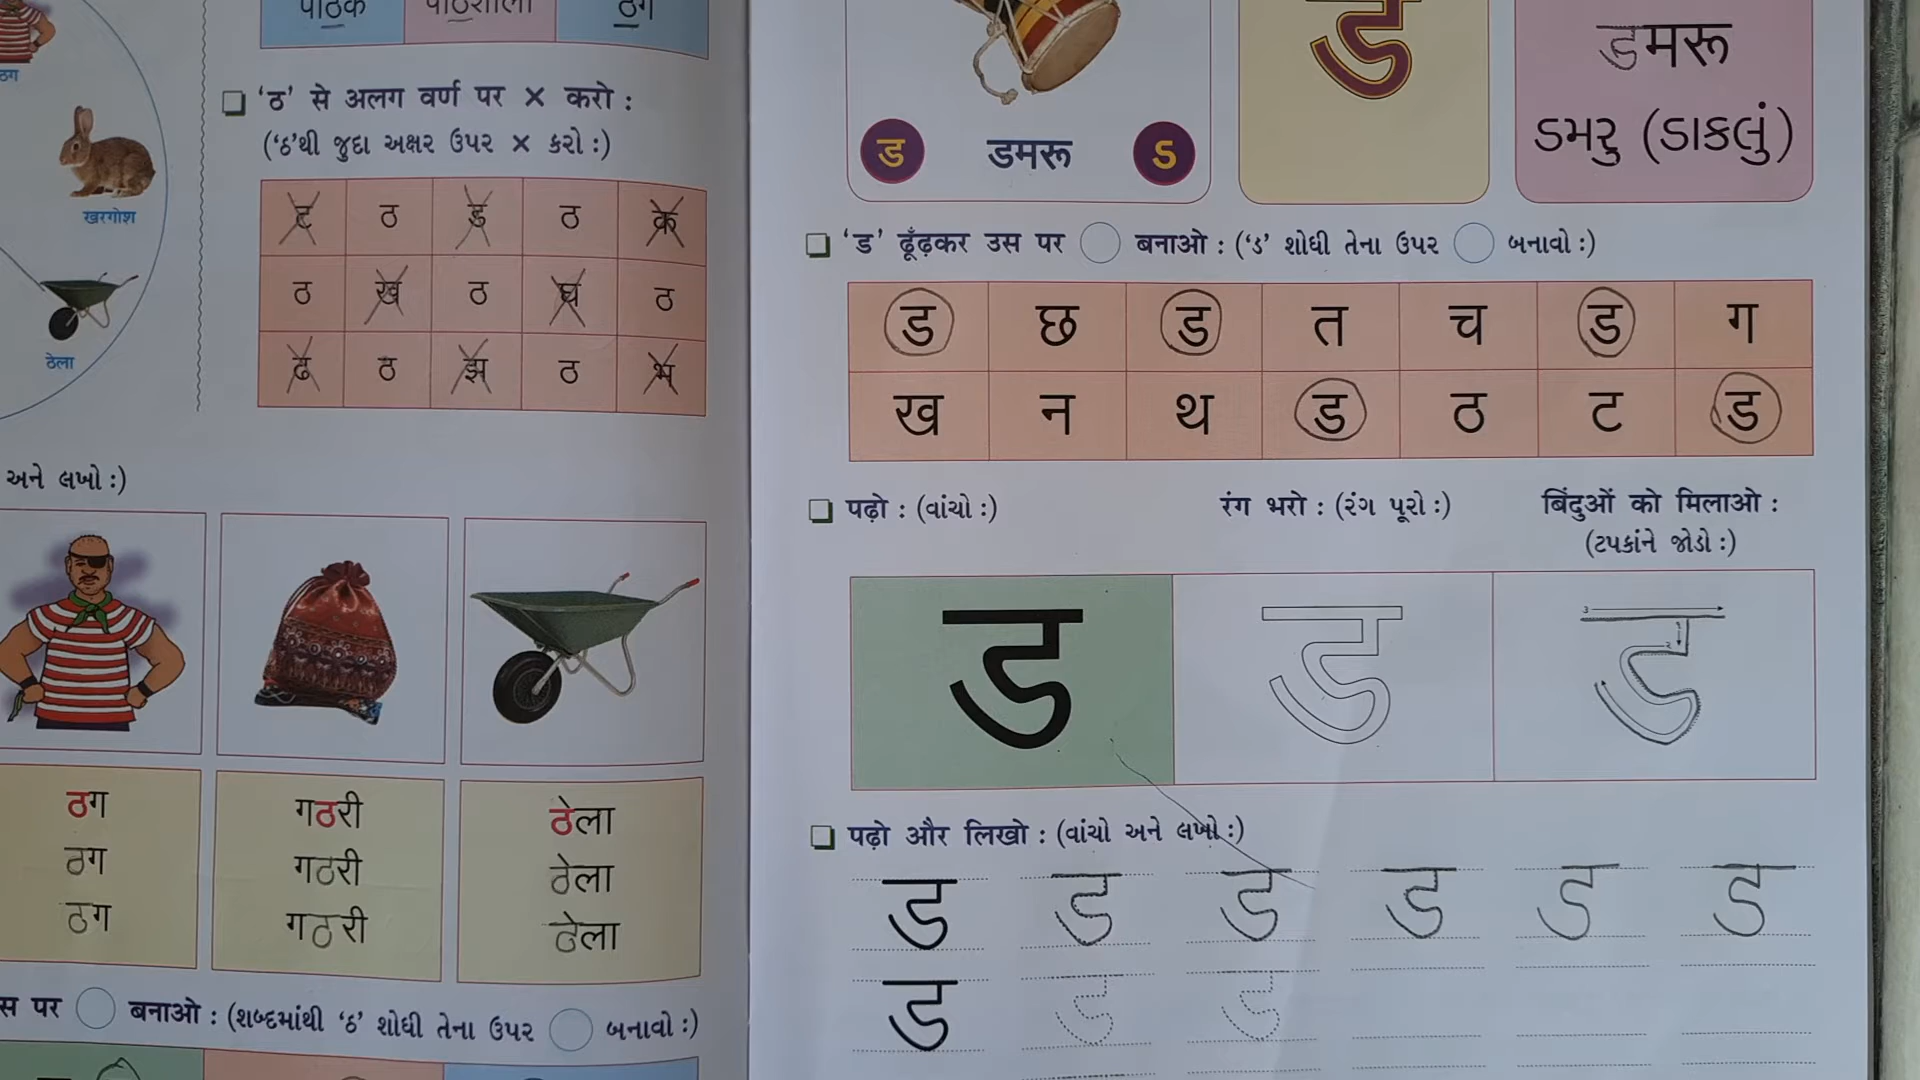 पाठक पाठशाला ठग
ठग
खरगोश
ठेला
‘ठ’ से अलग वर्ण पर × करो :
(‘ઠ’થી જુદા અક્ષર ઉપર × કરો :)
ट ठ ड ठ क
ठ ख ठ घ ठ
ढ ठ झ ठ भ
અને લખો :)
ठग गठरी ठेला
ठग गठरी ठेला
ठग गठरी ठेला
स पर बनाओ : (શબ્દમાંથી ‘ઠ’ શોધી તેના ઉપર બનાવો :)
ड डमरू ડ
ड
डमरू
ડમરુ (ડાકલું)
‘ड’ ढूँढ़कर उस पर बनाओ : (‘ડ’ શોધી તેના ઉપર બનાવો :)
ड छ ड त च ड ग
ख न थ ड ठ ट ड
पढ़ो : (વાંચો :) रंग भरो : (રંગ પૂરો :) बिंदुओं को मिलाओ :
(ટપકાંને જોડો :)
ड ड ड
पढ़ो और लिखो : (વાંચો અને લખો :)
ड ड ड ड ड ड
ड ड ड